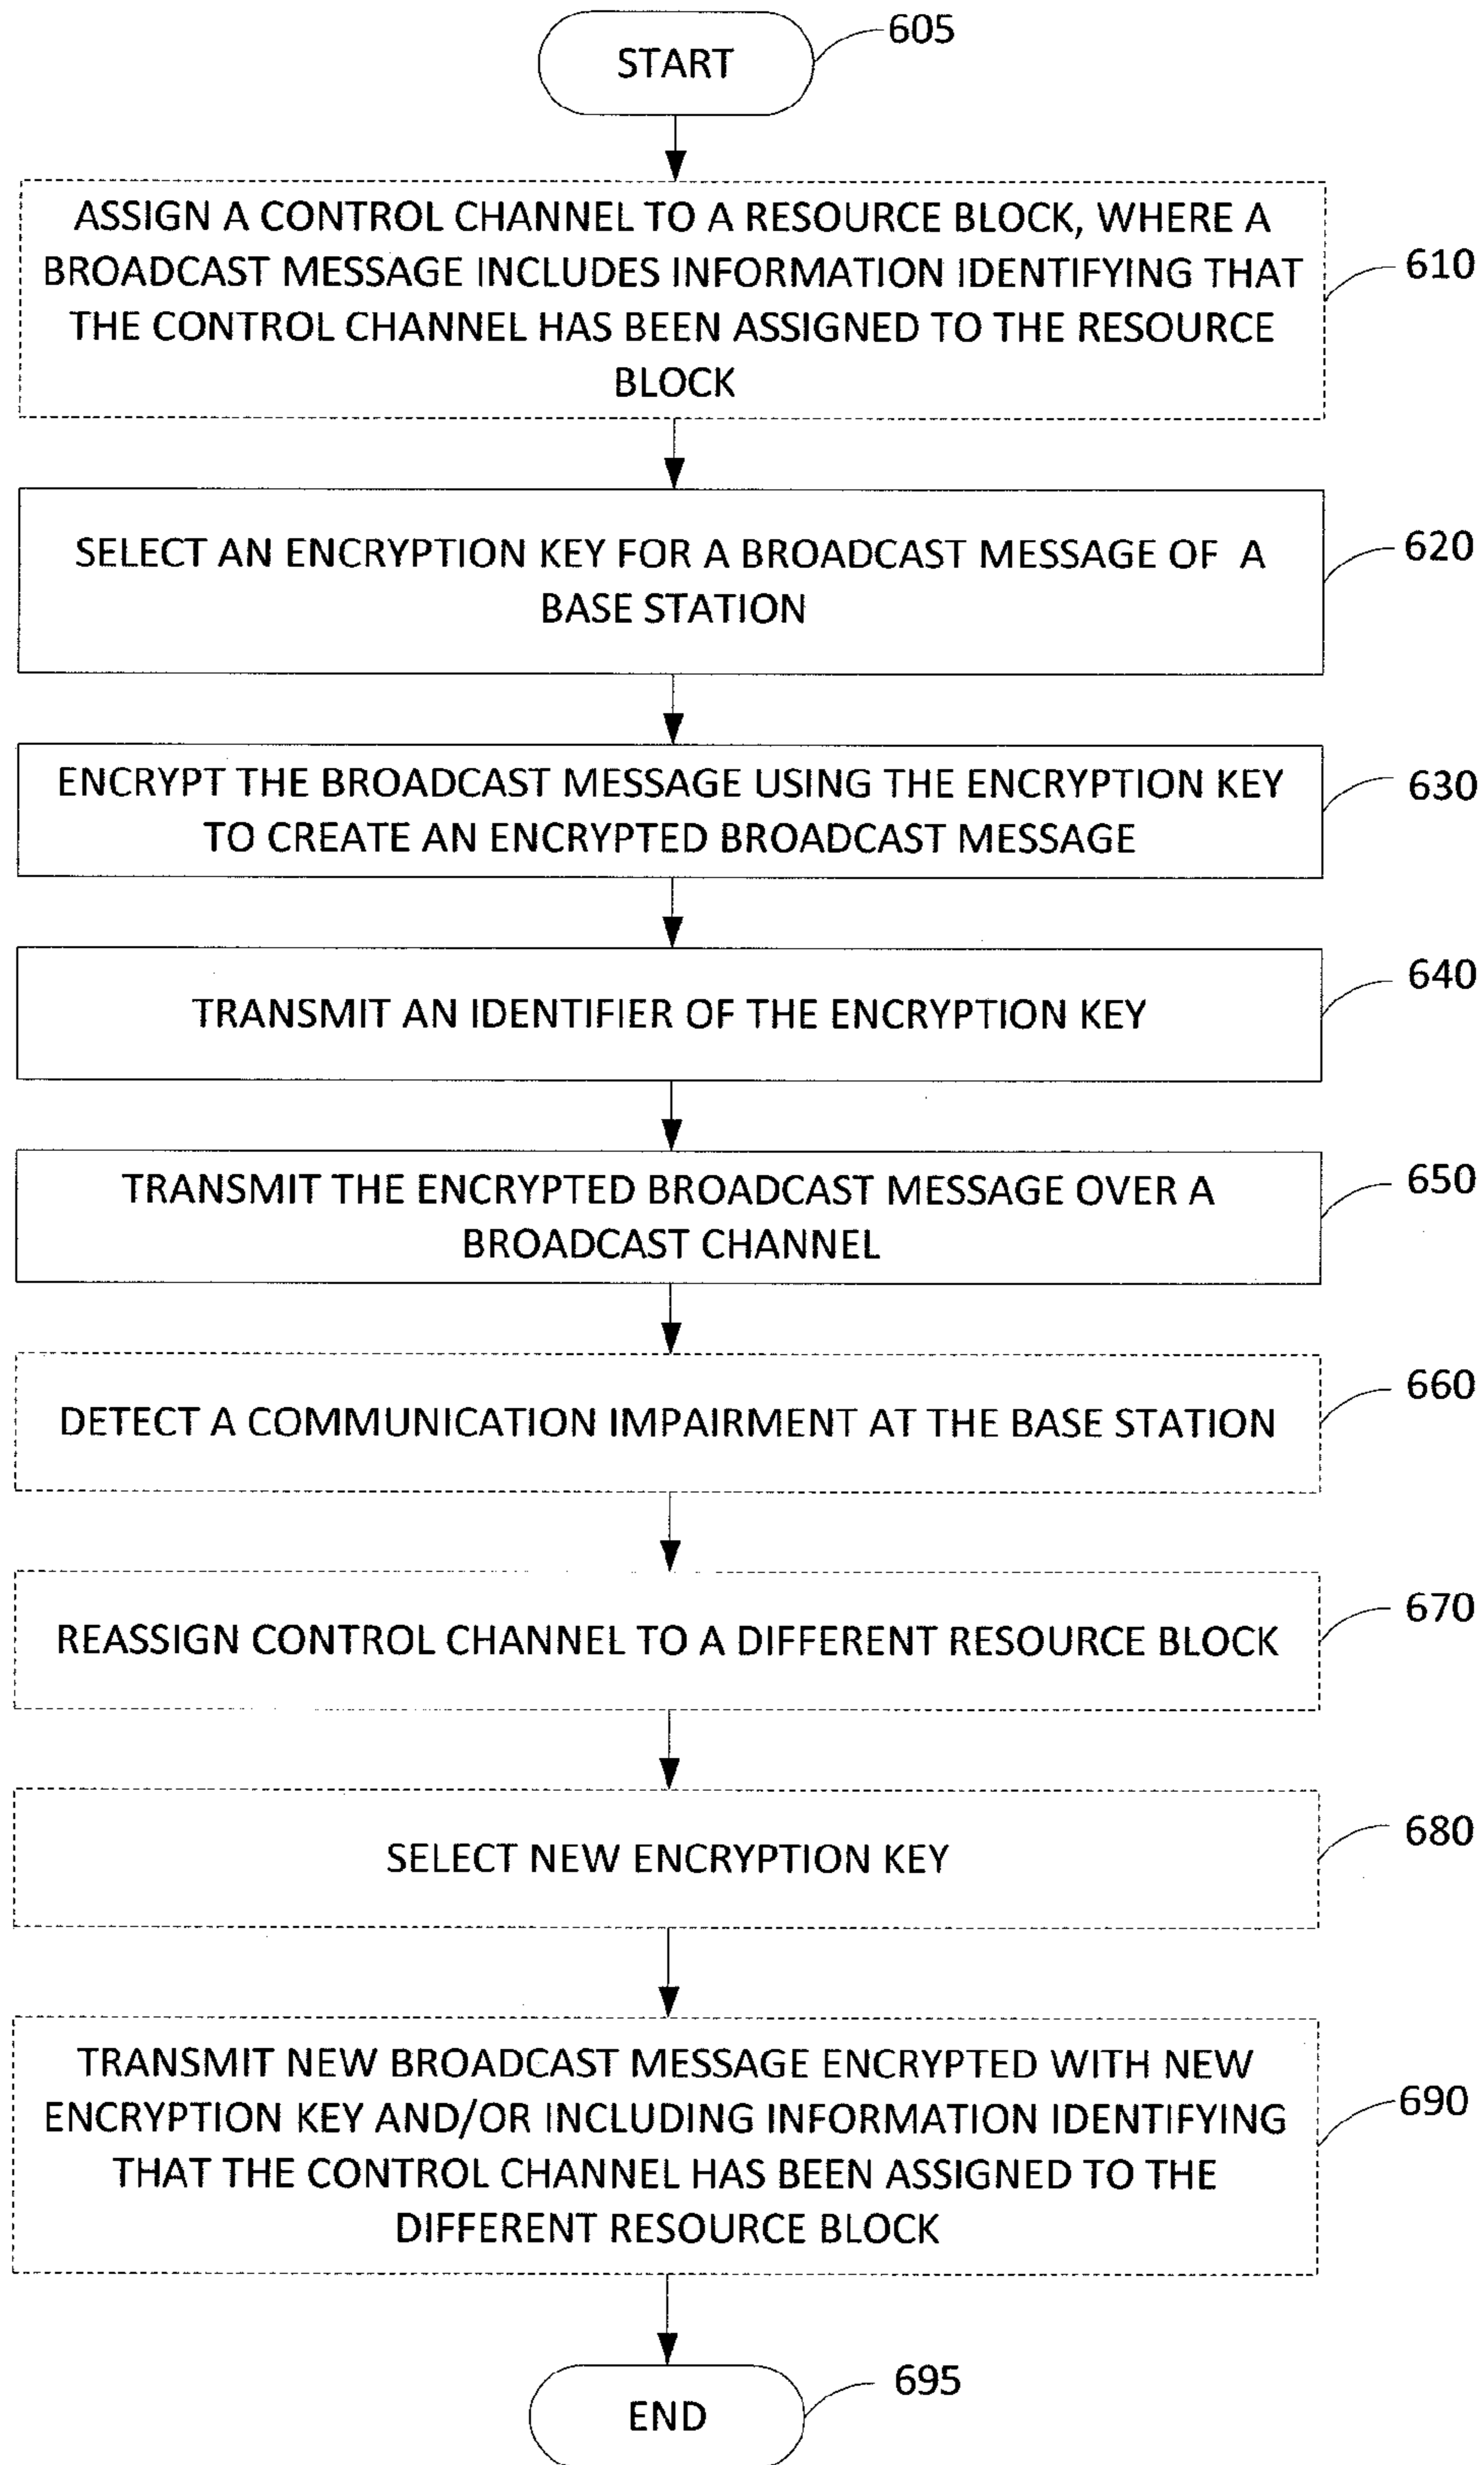 START
605
ASSIGN A CONTROL CHANNEL TO A RESOURCE BLOCK, WHERE A
BROADCAST MESSAGE INCLUDES INFORMATION IDENTIFYING THAT
THE CONTROL CHANNEL HAS BEEN ASSIGNED TO THE RESOURCE
BLOCK
610
SELECT AN ENCRYPTION KEY FOR A BROADCAST MESSAGE OF A
BASE STATION
620
ENCRYPT THE BROADCAST MESSAGE USING THE ENCRYPTION KEY
TO CREATE AN ENCRYPTED BROADCAST MESSAGE
630
TRANSMIT AN IDENTIFIER OF THE ENCRYPTION KEY
640
TRANSMIT THE ENCRYPTED BROADCAST MESSAGE OVER A
BROADCAST CHANNEL
650
DETECT A COMMUNICATION IMPAIRMENT AT THE BASE STATION
660
REASSIGN CONTROL CHANNEL TO A DIFFERENT RESOURCE BLOCK
670
SELECT NEW ENCRYPTION KEY
680
TRANSMIT NEW BROADCAST MESSAGE ENCRYPTED WITH NEW
ENCRYPTION KEY AND/OR INCLUDING INFORMATION IDENTIFYING
THAT THE CONTROL CHANNEL HAS BEEN ASSIGNED TO THE
DIFFERENT RESOURCE BLOCK
690
END
695